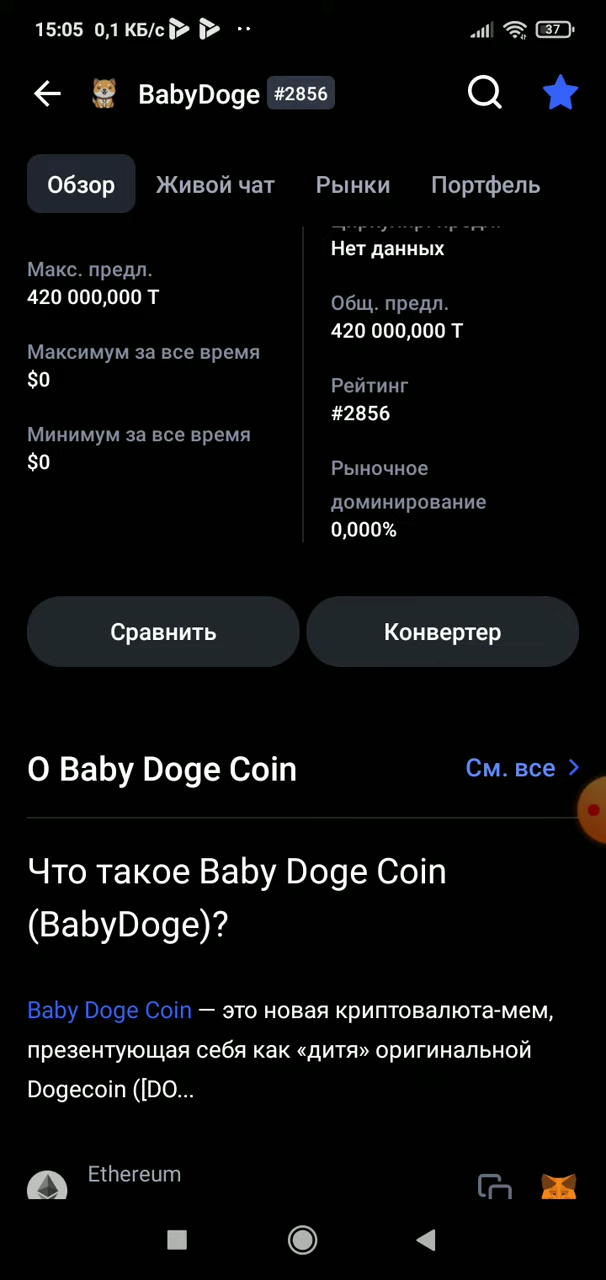 15:05 0,1 КБ/с 37
BabyDoge #2856
Обзор Живой чат Рынки Портфель
Нет данных
Макс. предл.
420 000,000 T
Общ. предл.
420 000,000 T
Максимум за все время
$0
Рейтинг
#2856
Минимум за все время
$0
Рыночное
доминирование
0,000%
Сравнить Конвертер
О Baby Doge Coin См. все
Что такое Baby Doge Coin
(BabyDoge)?
Baby Doge Coin — это новая криптовалюта-мем,
презентующая себя как «дитя» оригинальной
Dogecoin ([DO...
Ethereum